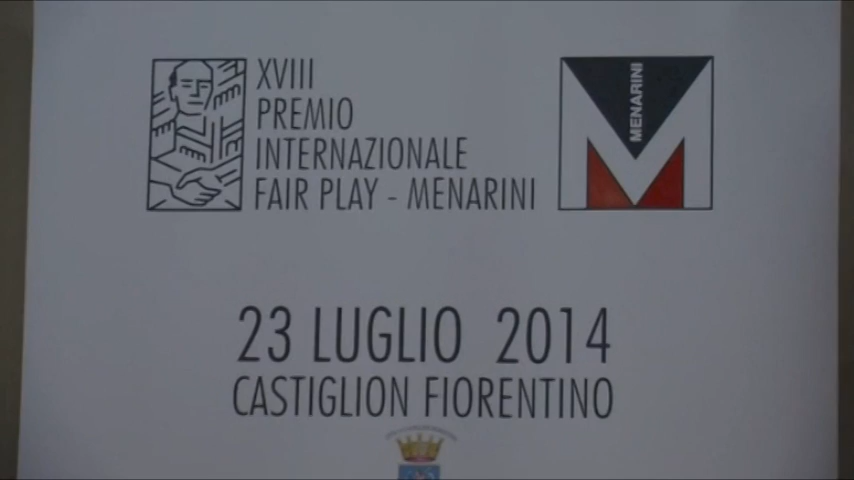 XVIII
PREMIO
INTERNAZIONALE
FAIR PLAY - MENARINI
MENARINI
23 LUGLIO 2014
CASTIGLION FIORENTINO